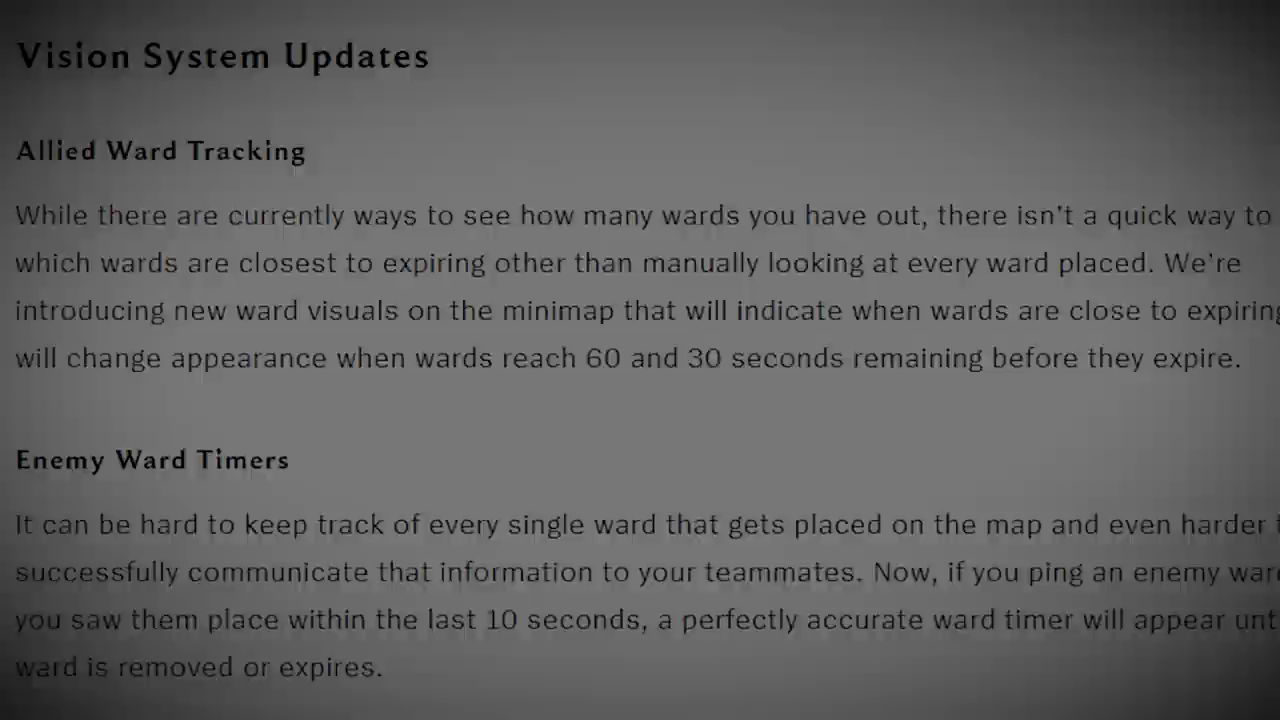 Vision System Updates
Allied Ward Tracking
While there are currently ways to see how many wards you have out, there isn't a quick way to
which wards are closest to expiring other than manually looking at every ward placed. We're
introducing new ward visuals on the minimap that will indicate when wards are close to expiring
will change appearance when wards reach 60 and 30 seconds remaining before they expire.
Enemy Ward Timers
It can be hard to keep track of every single ward that gets placed on the map and even harder
successfully communicate that information to your teammates. Now, if you ping an enemy ward
you saw them place within the last 10 seconds, a perfectly accurate ward timer will appear unt
ward is removed or expires.